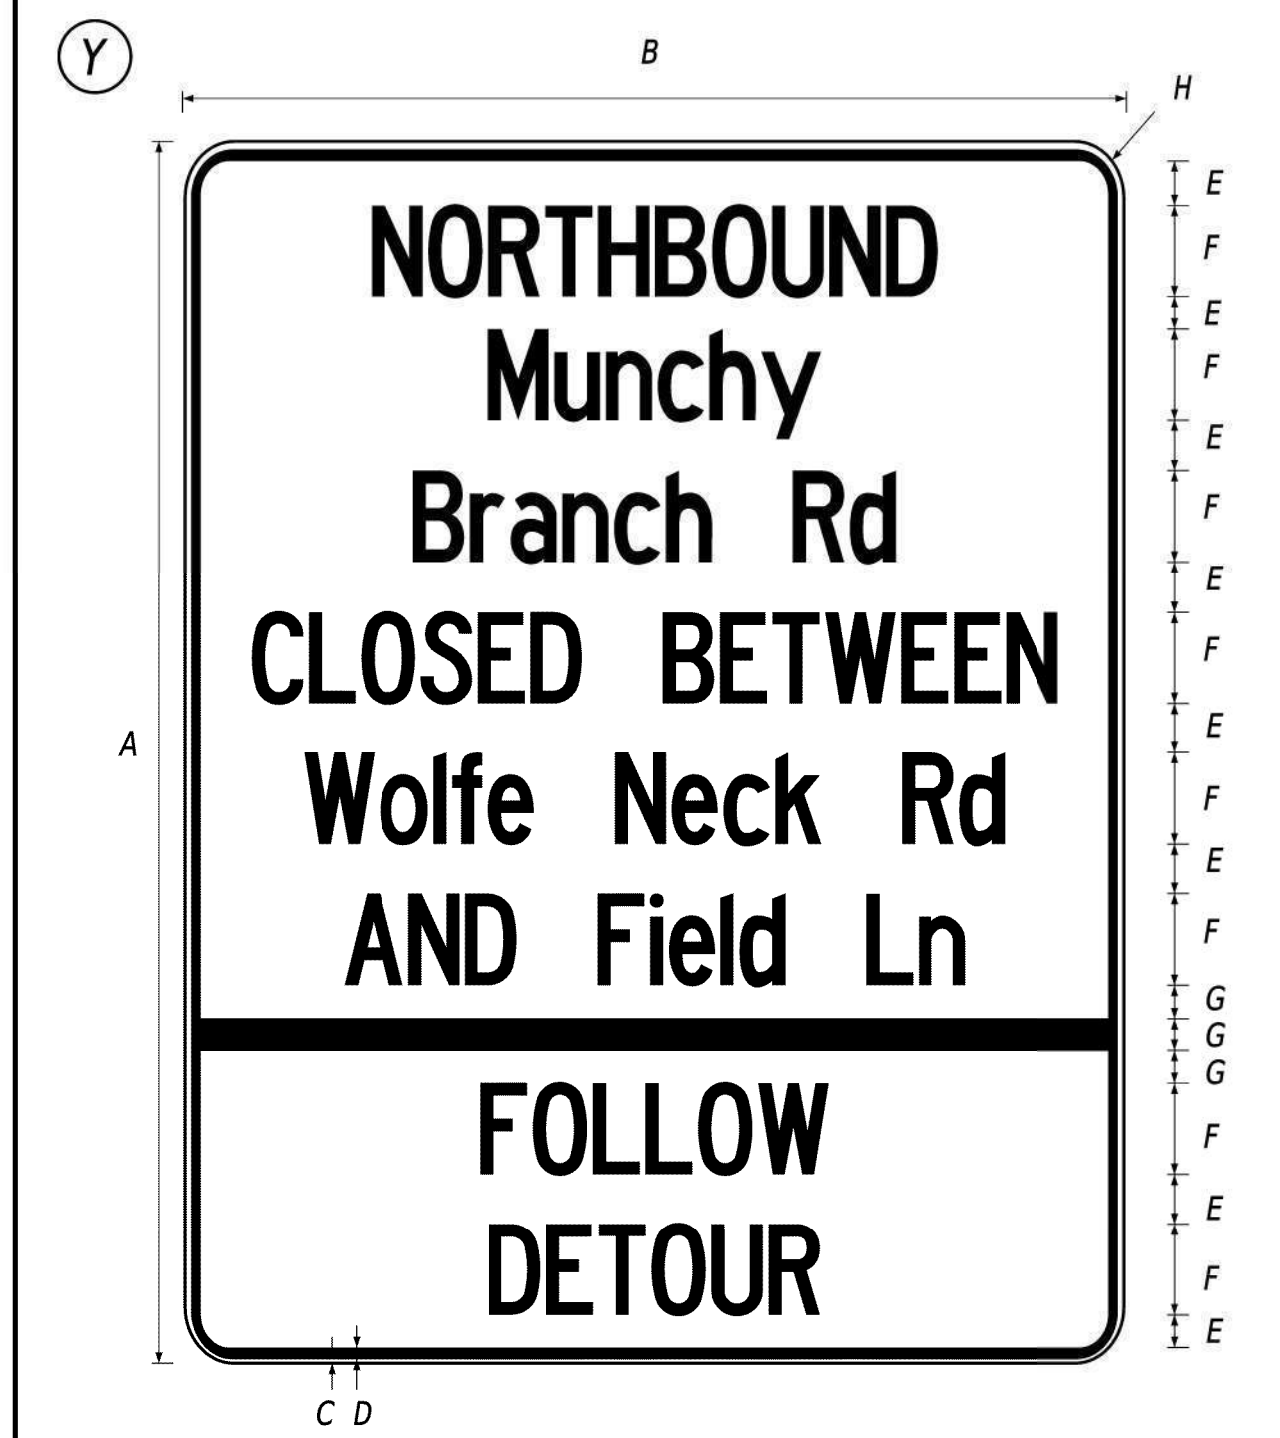 Y
B
H
NORTHBOUND
Munchy
Branch Rd
CLOSED BETWEEN
Wolfe Neck Rd
AND Field Ln
FOLLOW
DETOUR
A
E
F
E
F
E
F
E
F
E
F
E
F
G
G
G
F
E
F
E
C D